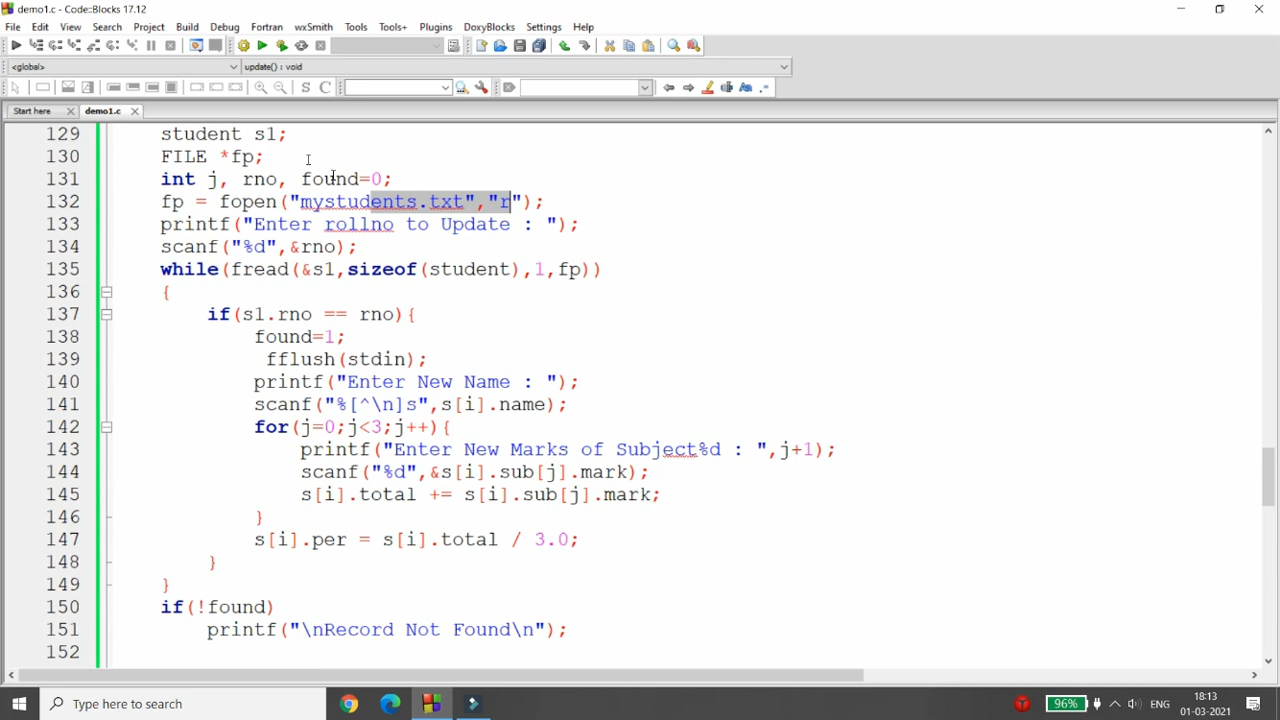 demo1.c - Code::Blocks 17.12
File Edit View Search Project Build Debug Fortran wxSmith Tools Tools+ Plugins DoxyBlocks Settings Help
<global> update() : void
S C
Start here demo1.c
129 student s1;
130 FILE *fp;
131 int j, rno, found=0;
132 fp = fopen("mystudents.txt","r");
133 printf("Enter rollno to Update : ");
134 scanf("%d",&rno);
135 while(fread(&s1,sizeof(student),1,fp))
136 {
137 if(s1.rno == rno){
138 found=1;
139 fflush(stdin);
140 printf("Enter New Name : ");
141 scanf("%[^\n]s",s[i].name);
142 for(j=0;j<3;j++){
143 printf("Enter New Marks of Subject%d : ",j+1);
144 scanf("%d",&s[i].sub[j].mark);
145 s[i].total += s[i].sub[j].mark;
146 }
147 s[i].per = s[i].total / 3.0;
148 }
149 }
150 if(!found)
151 printf("\nRecord Not Found\n");
152
Type here to search
96%
ENG
18:13
01-03-2021